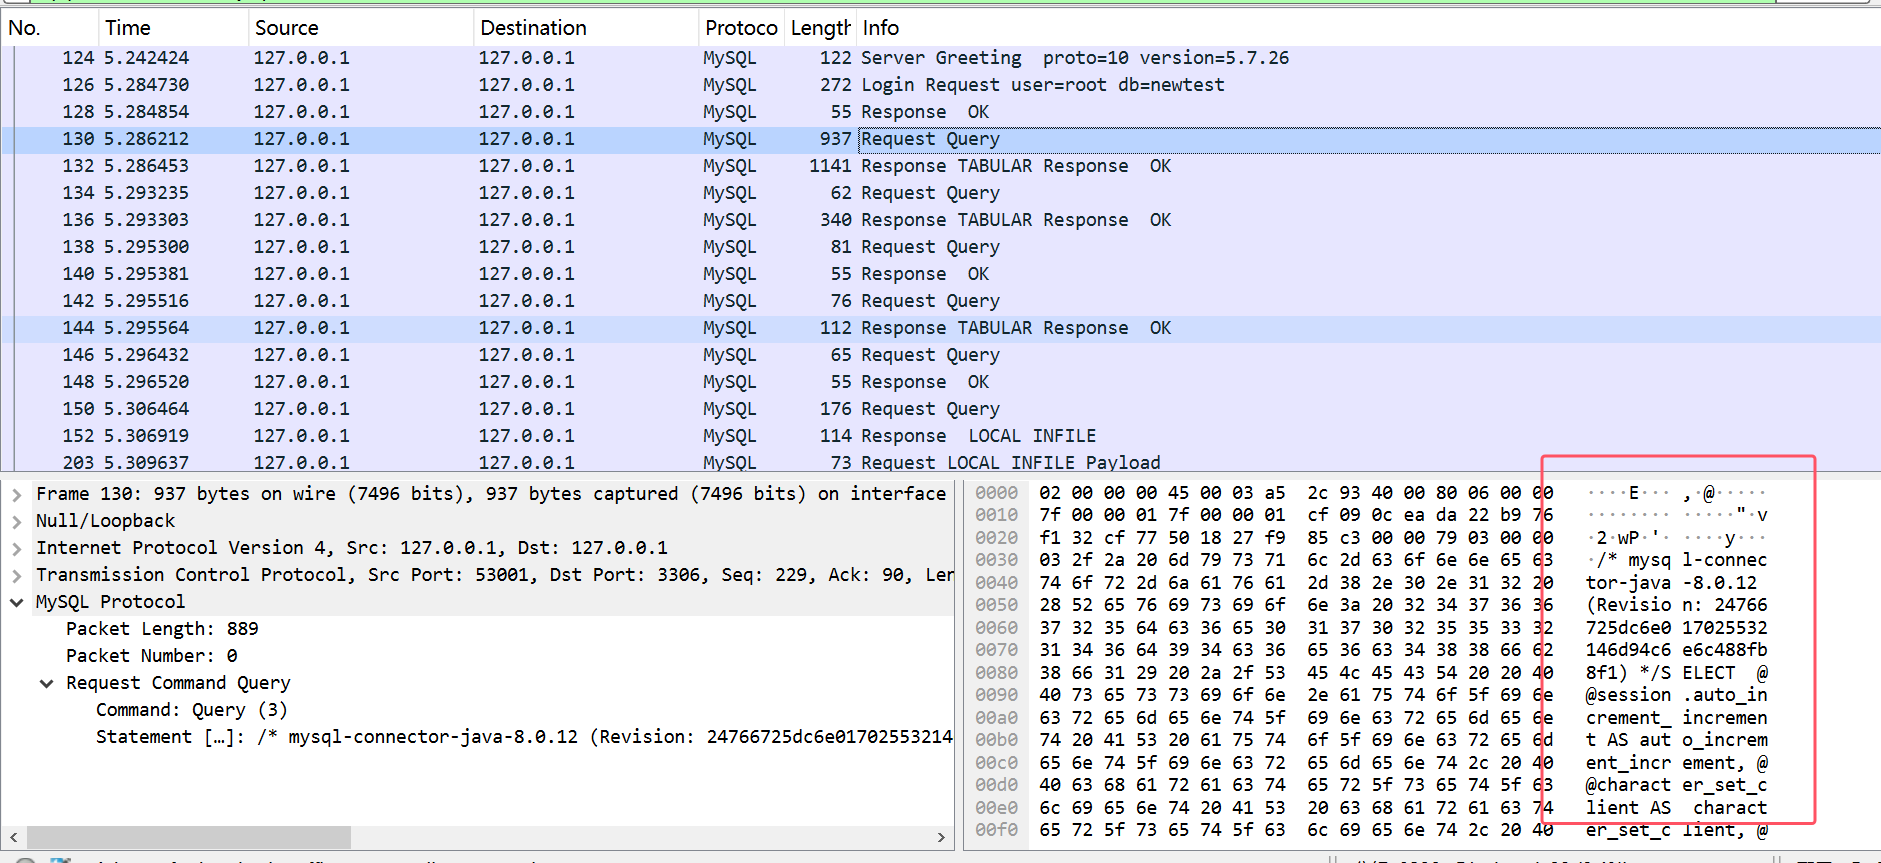 No. Time Source Destination Protoco Length Info
124 5.242424 127.0.0.1 127.0.0.1 MySQL 122 Server Greeting  proto=10 version=5.7.26
126 5.284730 127.0.0.1 127.0.0.1 MySQL 272 Login Request user=root db=newtest
128 5.284854 127.0.0.1 127.0.0.1 MySQL 55 Response  OK
130 5.286212 127.0.0.1 127.0.0.1 MySQL 937 Request Query
132 5.286453 127.0.0.1 127.0.0.1 MySQL 1141 Response TABULAR Response  OK
134 5.293235 127.0.0.1 127.0.0.1 MySQL 62 Request Query
136 5.293303 127.0.0.1 127.0.0.1 MySQL 340 Response TABULAR Response  OK
138 5.295300 127.0.0.1 127.0.0.1 MySQL 81 Request Query
140 5.295381 127.0.0.1 127.0.0.1 MySQL 55 Response  OK
142 5.295516 127.0.0.1 127.0.0.1 MySQL 76 Request Query
144 5.295564 127.0.0.1 127.0.0.1 MySQL 112 Response TABULAR Response  OK
146 5.296432 127.0.0.1 127.0.0.1 MySQL 65 Request Query
148 5.296520 127.0.0.1 127.0.0.1 MySQL 55 Response  OK
150 5.306464 127.0.0.1 127.0.0.1 MySQL 176 Request Query
152 5.306919 127.0.0.1 127.0.0.1 MySQL 114 Response  LOCAL INFILE
203 5.309637 127.0.0.1 127.0.0.1 MySQL 73 Request LOCAL INFILE Payload
Frame 130: 937 bytes on wire (7496 bits), 937 bytes captured (7496 bits) on interface
Null/Loopback
Internet Protocol Version 4, Src: 127.0.0.1, Dst: 127.0.0.1
Transmission Control Protocol, Src Port: 53001, Dst Port: 3306, Seq: 229, Ack: 90, Ler
MySQL Protocol
Packet Length: 889
Packet Number: 0
Request Command Query
Command: Query (3)
Statement […]: /* mysql-connector-java-8.0.12 (Revision: 24766725dc6e01702553214
0000 02 00 00 00 45 00 03 a5 2c 93 40 00 80 06 00 00 ····E··· ,·@·····
0010 7f 00 00 01 7f 00 00 01 cf 09 0c ea da 22 b9 76 ········ ·····"·v
0020 f1 32 cf 77 50 18 27 f9 85 c3 00 00 79 03 00 00 ·2·wP·'· ····y···
0030 03 2f 2a 20 6d 79 73 71 6c 2d 63 6f 6e 6e 65 63 ·/* mysq l-connec
0040 74 6f 72 2d 6a 61 76 61 2d 38 2e 30 2e 31 32 20 tor-java -8.0.12
0050 28 52 65 76 69 73 69 6f 6e 3a 20 32 34 37 36 36 (Revisio n: 24766
0060 37 32 35 64 63 36 65 30 31 37 30 32 35 35 33 32 725dc6e0 17025532
0070 31 34 36 64 39 34 63 36 65 36 63 34 38 38 66 62 146d94c6 e6c488fb
0080 38 66 31 29 20 2a 2f 53 45 4c 45 43 54 20 20 40 8f1) */S ELECT  @
0090 40 73 65 73 73 69 6f 6e 2e 61 75 74 6f 5f 69 6e @session .auto_in
00a0 63 72 65 6d 65 6e 74 5f 69 6e 63 72 65 6d 65 6e crement_ incremen
00b0 74 20 41 53 20 61 75 74 6f 5f 69 6e 63 72 65 6d t AS aut o_increm
00c0 65 6e 74 5f 69 6e 63 72 65 6d 65 6e 74 2c 20 40 ent_incr ement, @
00d0 40 63 68 61 72 61 63 74 65 72 5f 73 65 74 5f 63 @charact er_set_c
00e0 6c 69 65 6e 74 20 41 53 20 63 68 61 72 61 63 74 lient AS  charact
00f0 65 72 5f 73 65 74 5f 63 6c 69 65 6e 74 2c 20 40 er_set_c lient, @